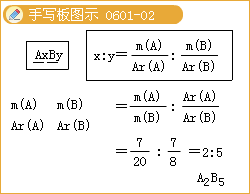 手写板图示 0601-02
AxBy
x:y = m(A)/Ar(A) : m(B)/Ar(B)
m(A) m(B)
Ar(A) Ar(B)
= m(A)/m(B) : Ar(A)/Ar(B)
= 7/20 : 7/8 = 2:5
A₂B₅